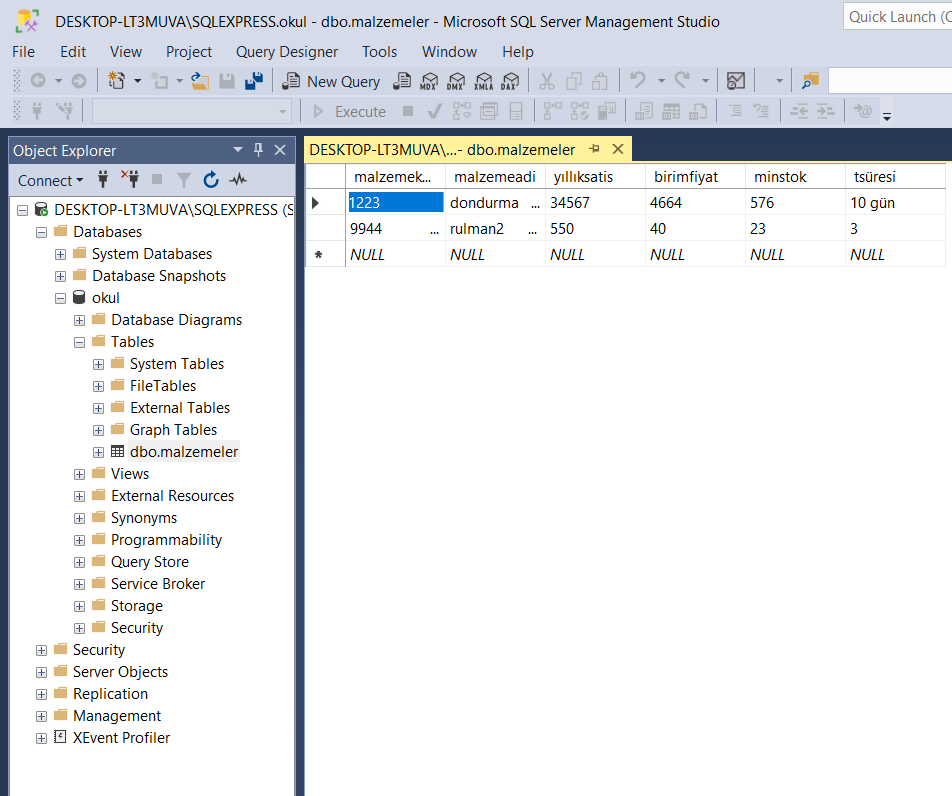 DESKTOP-LT3MUVA\SQLEXPRESS.okul - dbo.malzemeler - Microsoft SQL Server Management Studio
Quick Launch (C
File Edit View Project Query Designer Tools Window Help
New Query MDX DMX XMLA DAX
Execute
Object Explorer
DESKTOP-LT3MUVA\...- dbo.malzemeler
Connect
malzemek... malzemeadi yıllıksatis birimfiyat minstok tsüresi
1223 dondurma ... 34567 4664 576 10 gün
9944 ... rulman2 ... 550 40 23 3
NULL NULL NULL NULL NULL NULL
DESKTOP-LT3MUVA\SQLEXPRESS (S
Databases
System Databases
Database Snapshots
okul
Database Diagrams
Tables
System Tables
FileTables
External Tables
Graph Tables
dbo.malzemeler
Views
External Resources
Synonyms
Programmability
Query Store
Service Broker
Storage
Security
Security
Server Objects
Replication
Management
XEvent Profiler